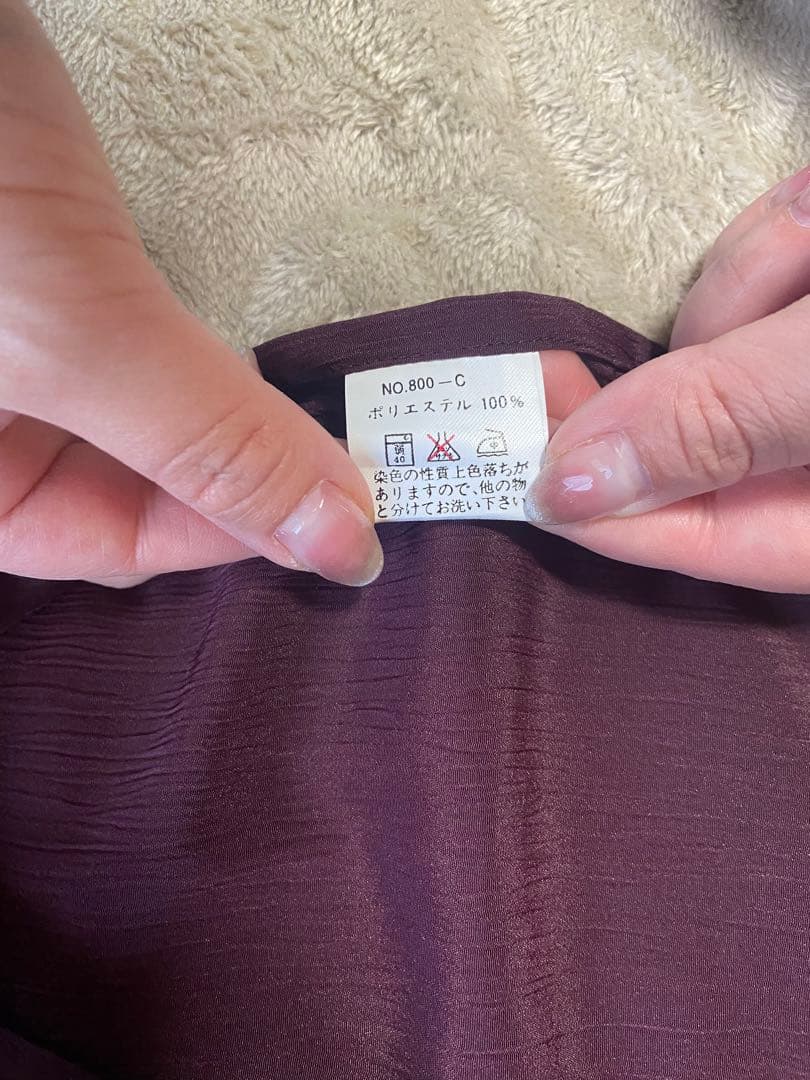 NO.800-C
ポリエステル 100%
弱
40
中
染色の性質上色落ちが
ありますので、他の物
と分けてお洗い下さい